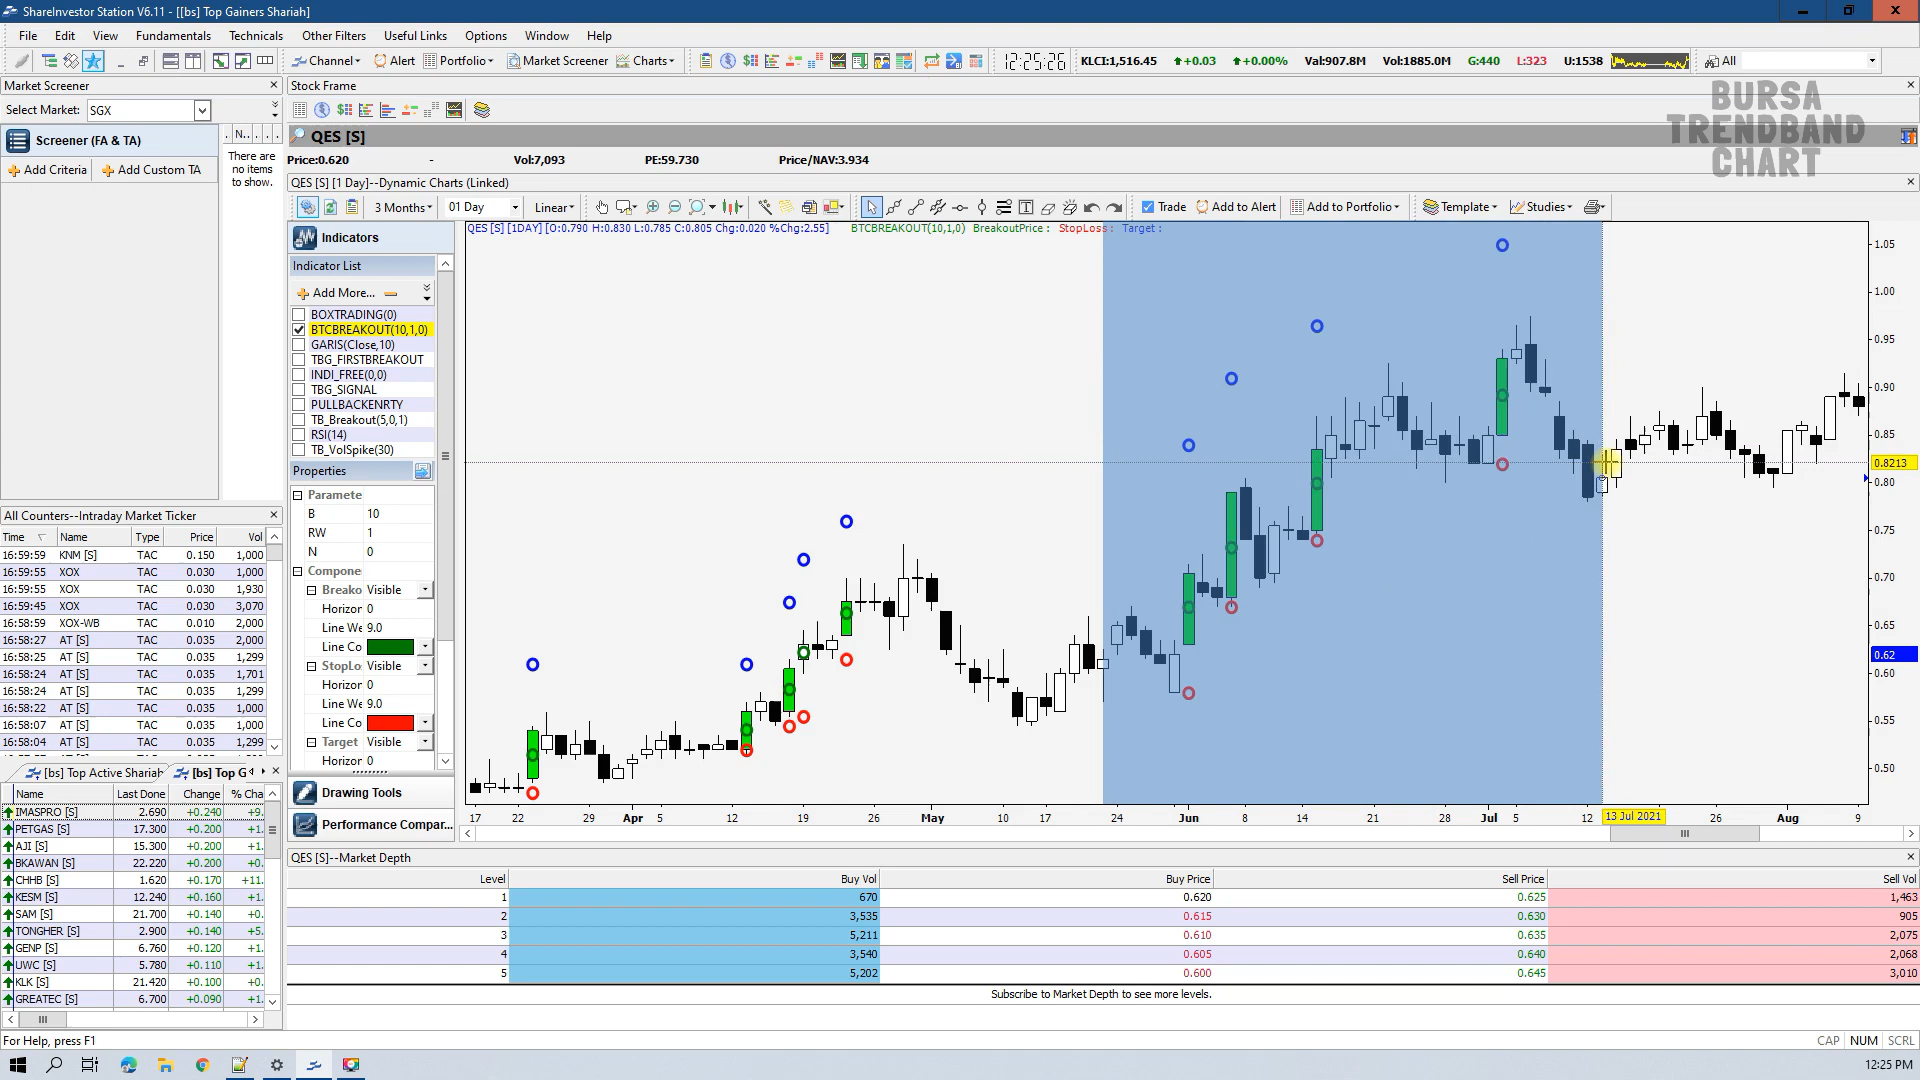 ShareInvestor Station V6.11 - [[bs] Top Gainers Shariah]
File Edit View Fundamentals Technicals Other Filters Useful Links Options Window Help
Channel Alert Portfolio Market Screener Charts 12:25:26 KLCI:1,516.45 +0.03 +0.00% Val:907.8M Vol:1885.0M G:440 L:323 U:1538 All
Market Screener
Select Market: SGX
Screener (FA & TA)
Add Criteria Add Custom TA
N..
There are
no items
to show.
Stock Frame
BURSA
TRENDBAND
CHART
QES [S]
Price:0.620 - Vol:7,093 PE:59.730 Price/NAV:3.934
QES [S] [1 Day]--Dynamic Charts (Linked)
3 Months 01 Day Linear Trade Add to Alert Add to Portfolio Template Studies
QES [S] [1DAY] [O:0.790 H:0.830 L:0.785 C:0.805 Chg:0.020 %Chg:2.55] BTCBREAKOUT(10,1,0) BreakoutPrice : StopLoss : Target :
Indicators
Indicator List
Add More...
BOXTRADING(0)
BTCBREAKOUT(10,1,0)
GARIS(Close,10)
TBG_FIRSTBREAKOUT
INDI_FREE(0,0)
TBG_SIGNAL
PULLBACKENRTY
TB_Breakout(5,0,1)
RSI(14)
TB_VolSpike(30)
Properties
Paramete
B 10
RW 1
N 0
Compone
Breako Visible
Horizon 0
Line We 9.0
Line Co
StopLo: Visible
Horizon 0
Line We 9.0
Line Co
Target Visible
Horizon 0
Drawing Tools
Performance Compar...
1.05
1.00
0.95
0.90
0.85
0.8213
0.80
0.75
0.70
0.65
0.62
0.60
0.55
0.50
17 22 29 Apr 5 12 19 26 May 10 17 24 Jun 8 14 21 28 Jul 5 12 13 Jul 2021 26 Aug 9
All Counters--Intraday Market Ticker
Time Name Type Price Vol
16:59:59 KNM [S] TAC 0.150 1,000
16:59:55 XOX TAC 0.030 1,000
16:59:55 XOX TAC 0.030 1,930
16:59:45 XOX TAC 0.030 3,070
16:58:59 XOX-WB TAC 0.010 2,000
16:58:27 AT [S] TAC 0.035 2,000
16:58:25 AT [S] TAC 0.035 1,299
16:58:24 AT [S] TAC 0.035 1,701
16:58:24 AT [S] TAC 0.035 1,299
16:58:22 AT [S] TAC 0.035 1,000
16:58:07 AT [S] TAC 0.035 1,000
16:58:04 AT [S] TAC 0.035 1,299
[bs] Top Active Shariah [bs] Top G
Name Last Done Change % Cha
IMASPRO [S] 2.690 +0.240 +9.
PETGAS [S] 17.300 +0.200 +1.
AJI [S] 15.300 +0.200 +1.
BKAWAN [S] 22.220 +0.200 +0.
CHHB [S] 1.620 +0.170 +11.
KESM [S] 12.240 +0.160 +1.
SAM [S] 21.700 +0.140 +0.
TONGHER [S] 2.900 +0.140 +5.
GENP [S] 6.760 +0.120 +1.
UWC [S] 5.780 +0.110 +1.
KLK [S] 21.420 +0.100 +0.
GREATEC [S] 6.700 +0.090 +1.
QES [S]--Market Depth
Level Buy Vol Buy Price Sell Price Sell Vol
1 670 0.620 0.625 1,463
2 3,535 0.615 0.630 905
3 5,211 0.610 0.635 2,075
4 3,540 0.605 0.640 2,068
5 5,202 0.600 0.645 3,010
Subscribe to Market Depth to see more levels.
For Help, press F1
CAP NUM SCRL
12:25 PM